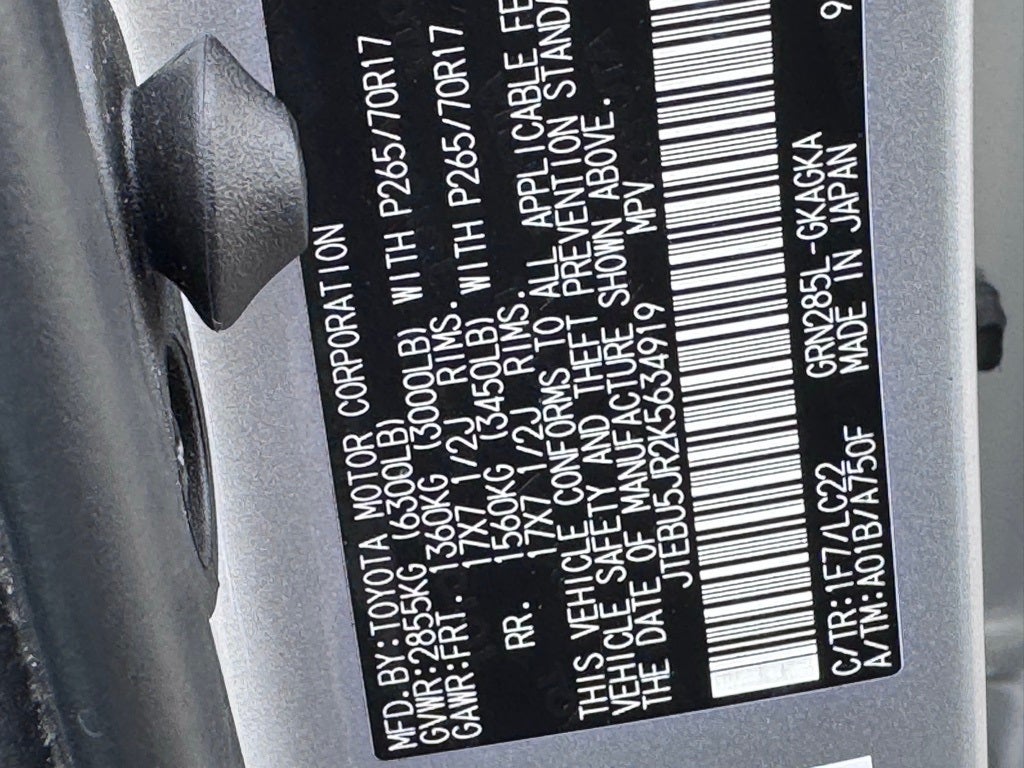 MFD.BY:TOYOTA MOTOR CORPORATION
GVWR:2855KG (6300LB)
GAWR:FRT. 1360KG (3000LB) WITH P265/70R17
17X7 1/2J RIMS.
RR. 1560KG (3450LB) WITH P265/70R17
17X7 1/2J RIMS.
THIS VEHICLE CONFORMS TO ALL APPLICABLE
VEHICLE SAFETY AND THEFT PREVENTION
THE DATE OF MANUFACTURE SHOWN ABOVE.
JTEBU5JR2K5634919 MPV
C/TR:1F7/LC22 GRN285L-GKAGKA
A/TM:A01B/A750F MADE IN JAPAN